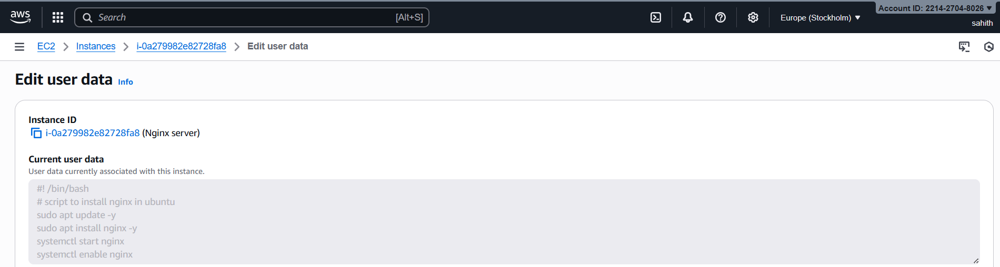 aws
Search [Alt+S]
Europe (Stockholm)
Account ID: 2214-2704-8026
sahith
EC2 Instances i-0a279982e82728fa8 Edit user data
Edit user data Info
Instance ID
i-0a279982e82728fa8 (Nginx server)
Current user data
User data currently associated with this instance.
#! /bin/bash
# script to install nginx in ubuntu
sudo apt update -y
sudo apt install nginx -y
systemctl start nginx
systemctl enable nginx